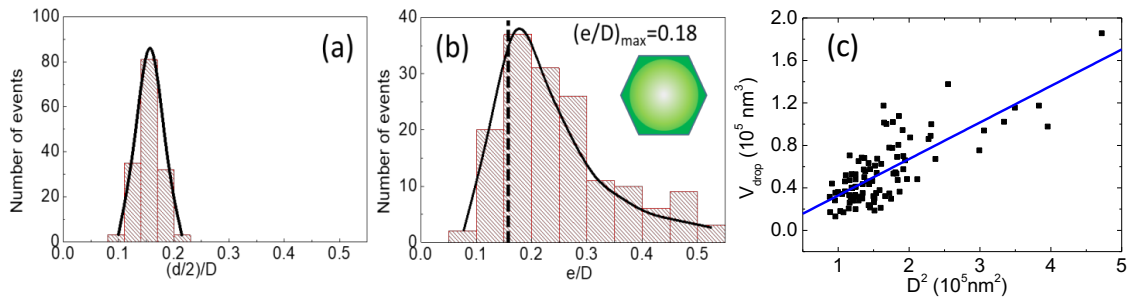 (a)
Number of events
100
80
60
40
20
0
0.0 0.1 0.2 0.3 0.4 0.5
(d/2)/D
(b)
(e/D)max=0.18
Number of events
40
30
20
10
0
0.0 0.1 0.2 0.3 0.4 0.5
e/D
(c)
V_drop (10⁵ nm³)
2.0
1.6
1.2
0.8
0.4
0.0
1 2 3 4 5
D² (10⁵nm²)